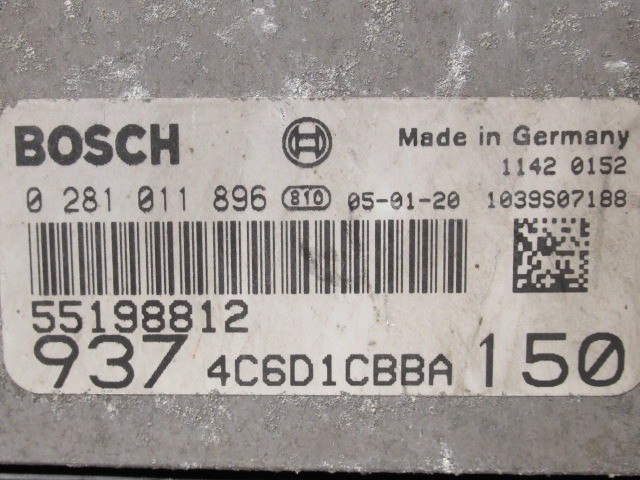 BOSCH Made in Germany
1142 0152
0 281 011 896 810 05-01-20 1039S07188
55198812
937 4C6D1CBBA 150